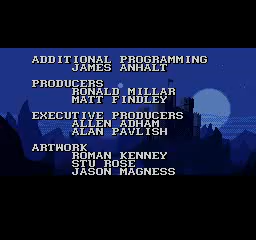 ADDITIONAL PROGRAMMING
JAMES ANHALT
PRODUCERS
RONALD MILLAR
MATT FINDLEY
EXECUTIVE PRODUCERS
ALLEN ADHAM
ALAN PAVLISH
ARTWORK
ROMAN KENNEY
STU ROSE
JASON MAGNESS